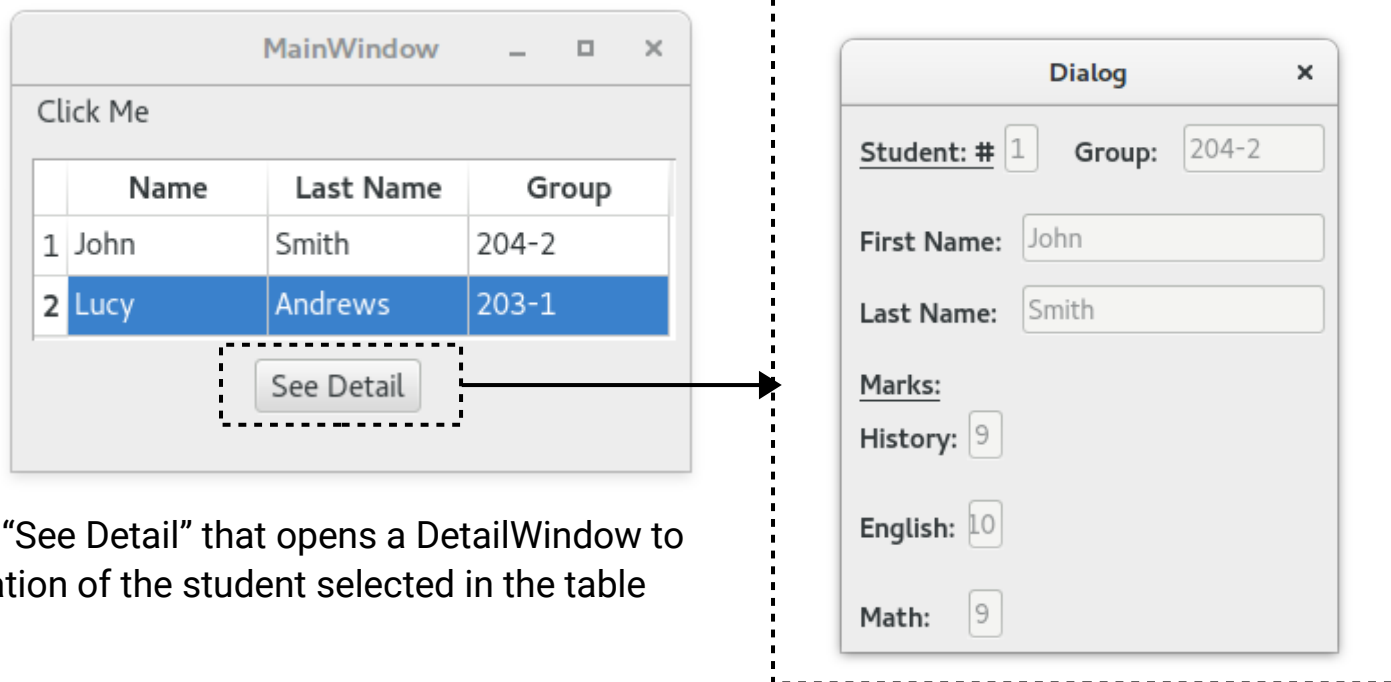 MainWindow
Click Me
Name Last Name Group
1 John Smith 204-2
2 Lucy Andrews 203-1
See Detail
“See Detail” that opens a DetailWindow to
of the student selected in the table
Dialog
Student: # 1 Group: 204-2
First Name: John
Last Name: Smith
Marks:
History: 9
English: 10
Math: 9